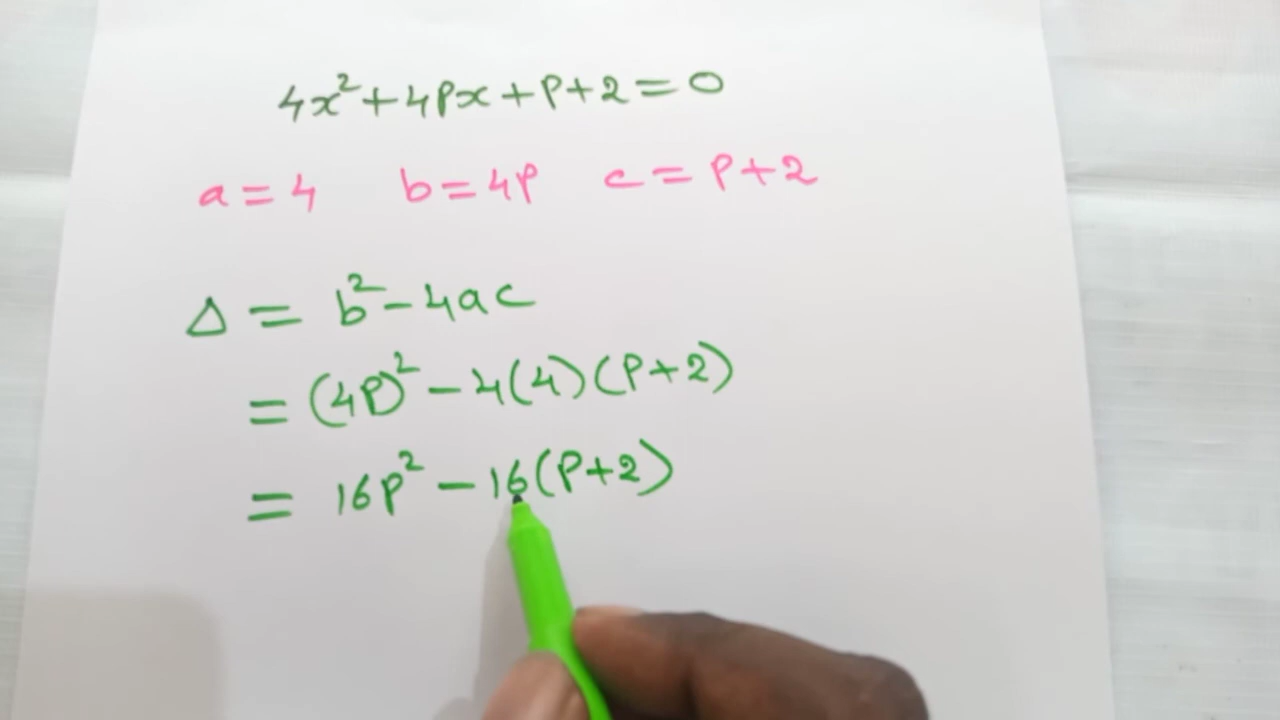 4x²+4Px+P+2=0
a=4 b=4P c=P+2
Δ= b²-4ac
=(4P)²-4(4)(P+2)
= 16P²-16(P+2)